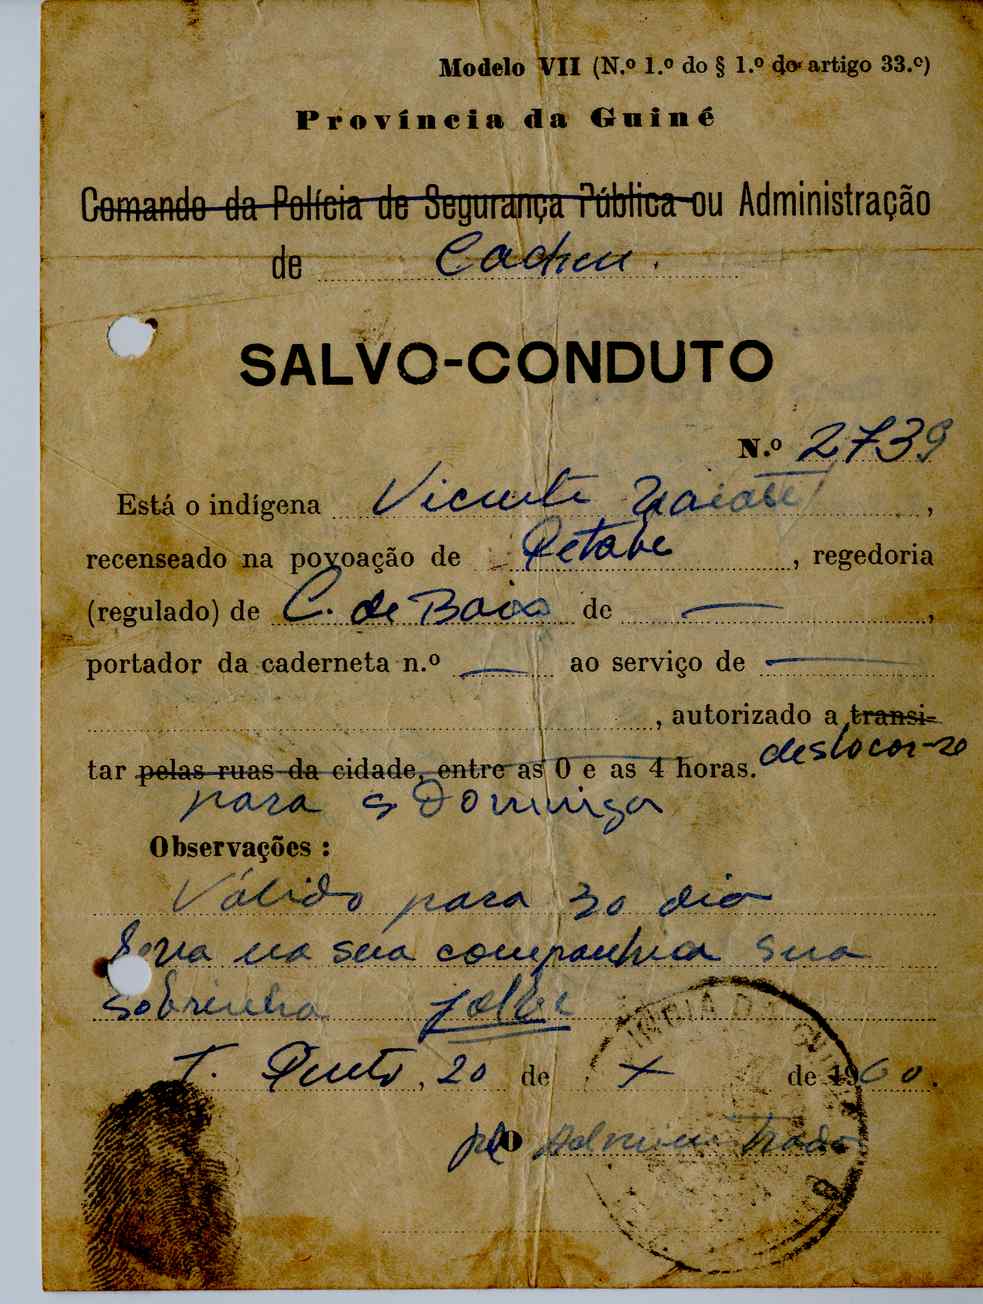 Modelo VII (N.º 1.º do § 1.º do artigo 33.º)
Província da Guiné
Comando da Polícia de Segurança Pública ou Administração
de Cacheu.
SALVO-CONDUTO
N.º 2739
Está o indígena Vicente ,
recenseado na povoação de Petabe , regedoria
(regulado) de C. de Baixo de — ,
portador da caderneta n.º — ao serviço de —
, autorizado a transi-
tar pelas ruas da cidade, entre as 0 e as 4 horas. deslocar-se
para S Domingos
Observações :
Válido para 30 dias
Leva na sua companhia sua
sobrinha
T. Pinto, 20 de X de 1960.
O Administrador